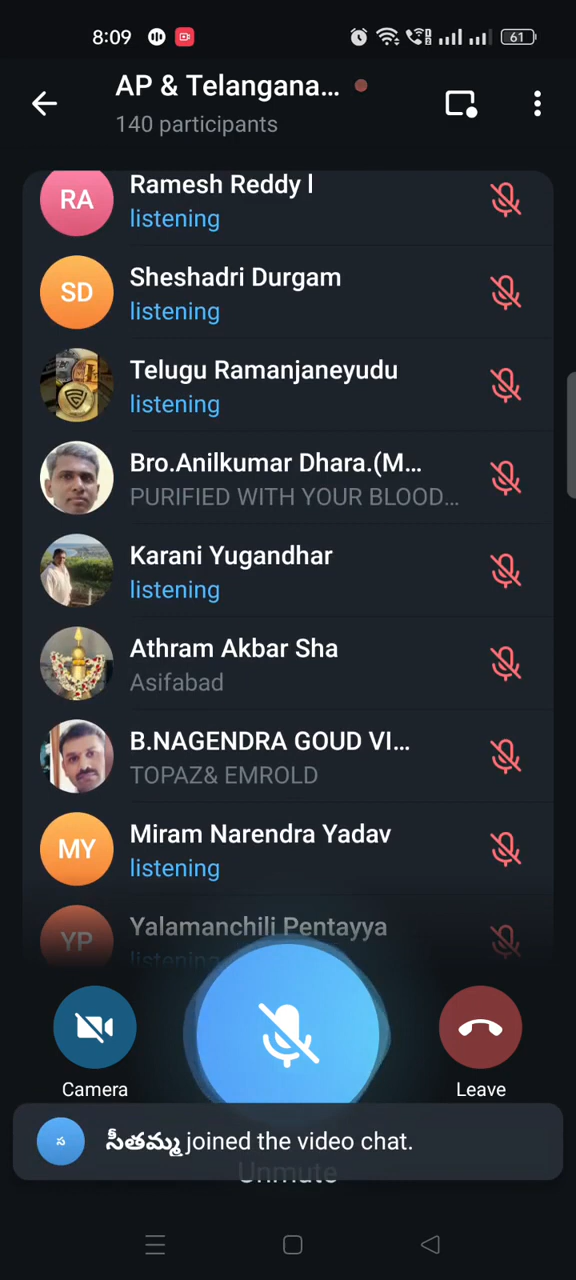 8:09
61
AP & Telangana...
140 participants
RA
Ramesh Reddy l
listening
SD
Sheshadri Durgam
listening
Telugu Ramanjaneyudu
listening
Bro.Anilkumar Dhara.(M...
PURIFIED WITH YOUR BLOOD...
Karani Yugandhar
listening
Athram Akbar Sha
Asifabad
B.NAGENDRA GOUD VI...
TOPAZ& EMROLD
MY
Miram Narendra Yadav
listening
YP
Yalamanchili Pentayya
listening
Camera
Leave
స
సీతమ్మ joined the video chat.
Unmute